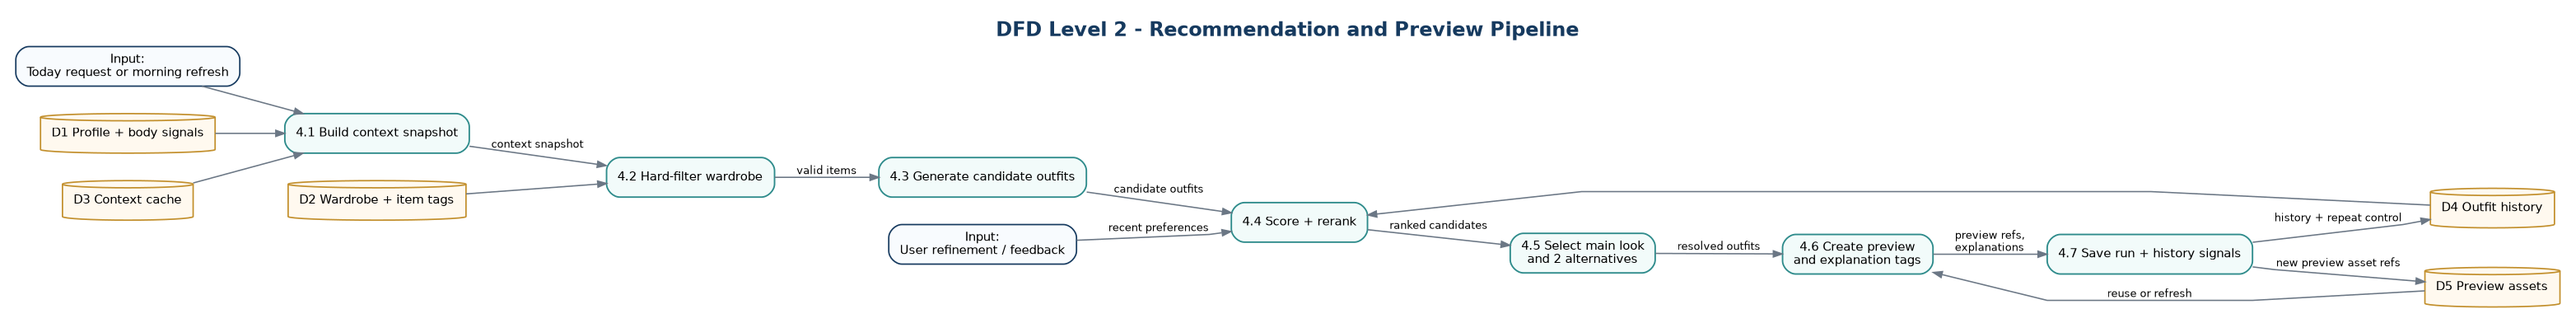 DFD Level 2 - Recommendation and Preview Pipeline
Input:
Today request or morning refresh
D1 Profile + body signals
D3 Context cache
4.1 Build context snapshot
D2 Wardrobe + item tags
context snapshot
4.2 Hard-filter wardrobe
valid items
4.3 Generate candidate outfits
Input:
User refinement / feedback
candidate outfits
recent preferences
4.4 Score + rerank
ranked candidates
4.5 Select main look
and 2 alternatives
resolved outfits
4.6 Create preview
and explanation tags
preview refs,
explanations
4.7 Save run + history signals
history + repeat control
new preview asset refs
reuse or refresh
D4 Outfit history
D5 Preview assets